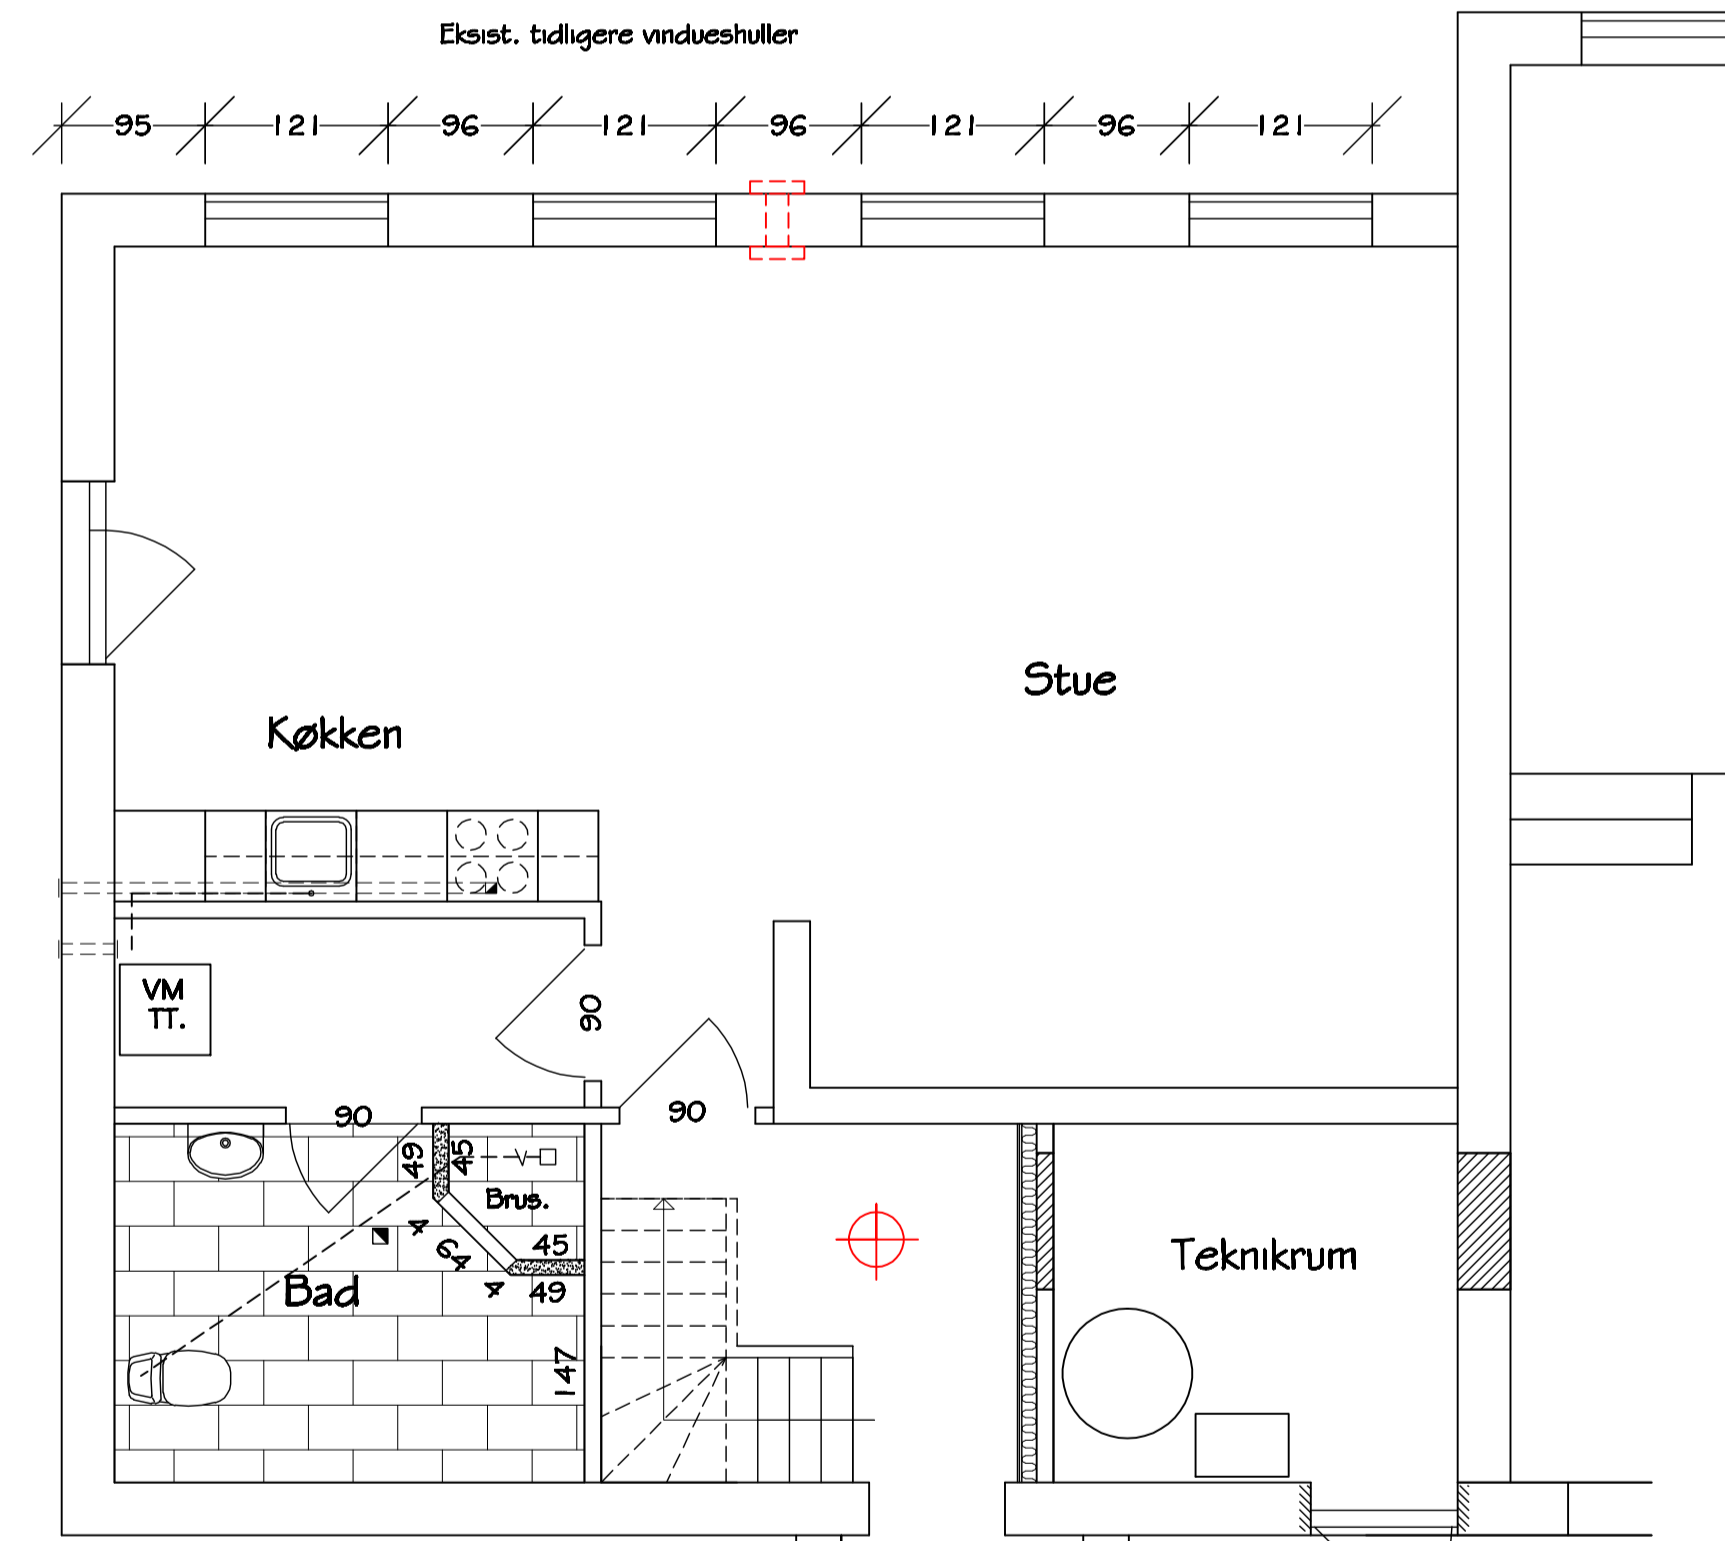 Eksist. tidligere vindueshuller
95 121 96 121 96 121 96 121
Stue
Køkken
VM
TT.
90
90
90
49
45
Brus.
4
64
4
45
49
Bad
147
Teknikrum